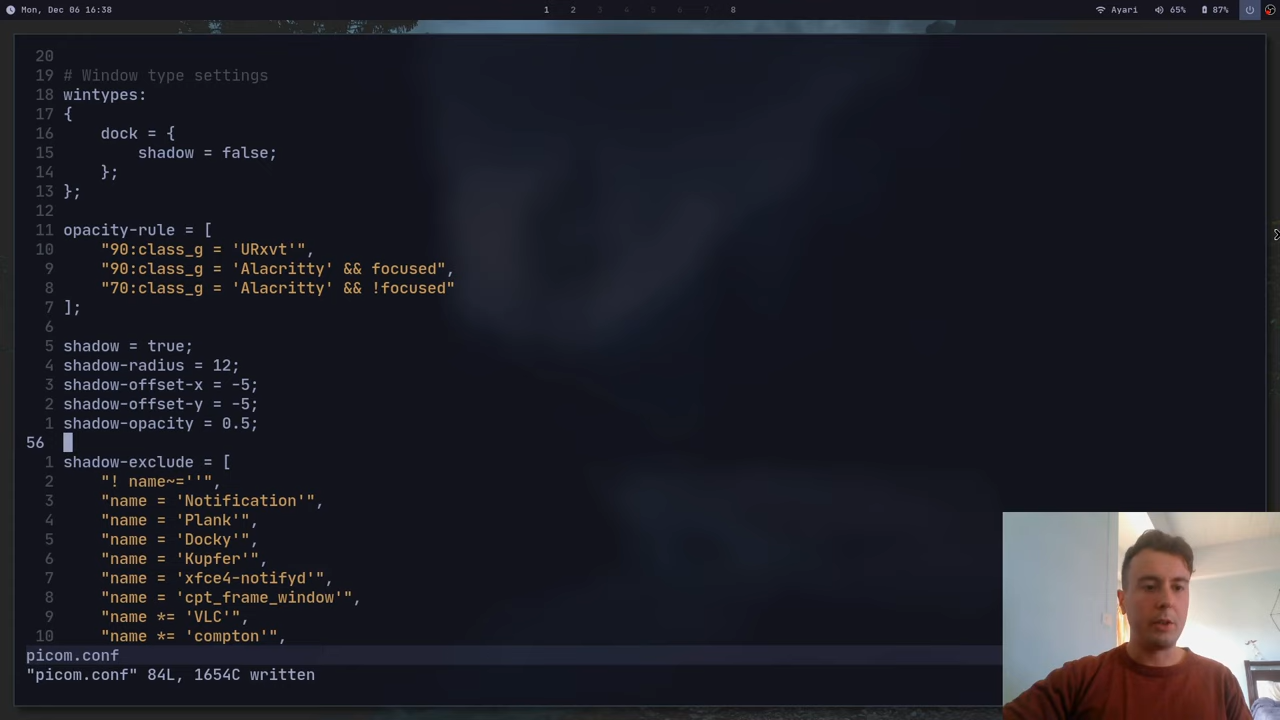 Mon, Dec 06 16:38 1 2 3 4 5 6 7 8 Ayari 65% 87%
20
19 # Window type settings
18 wintypes:
17 {
16 dock = {
15 shadow = false;
14 };
13 };
12
11 opacity-rule = [
10 "90:class_g = 'URxvt'",
9 "90:class_g = 'Alacritty' && focused",
8 "70:class_g = 'Alacritty' && !focused"
7 ];
6
5 shadow = true;
4 shadow-radius = 12;
3 shadow-offset-x = -5;
2 shadow-offset-y = -5;
1 shadow-opacity = 0.5;
56
1 shadow-exclude = [
2 "! name~=''",
3 "name = 'Notification'",
4 "name = 'Plank'",
5 "name = 'Docky'",
6 "name = 'Kupfer'",
7 "name = 'xfce4-notifyd'",
8 "name = 'cpt_frame_window'",
9 "name *= 'VLC'",
10 "name *= 'compton'",
picom.conf
"picom.conf" 84L, 1654C written